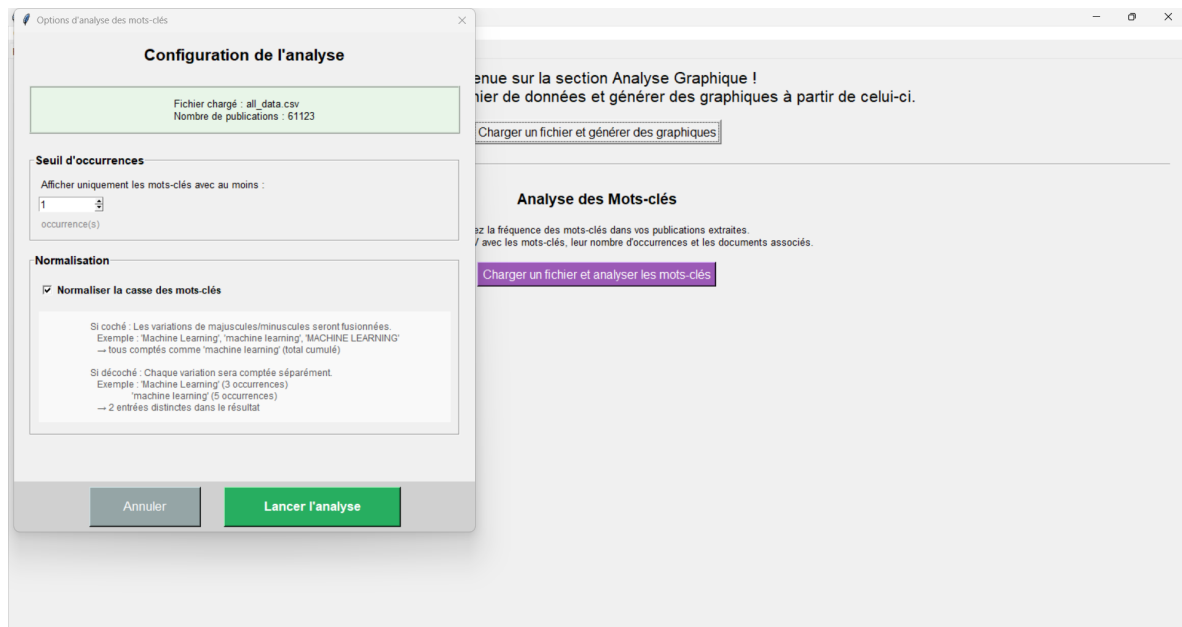 Options d'analyse des mots-clés
Configuration de l'analyse
Fichier chargé : all_data.csv
Nombre de publications : 61123
Seuil d'occurrences
Afficher uniquement les mots-clés avec au moins :
1
occurrence(s)
Normalisation
Normaliser la casse des mots-clés
Si coché : Les variations de majuscules/minuscules seront fusionnées.
Exemple : 'Machine Learning', 'machine learning', 'MACHINE LEARNING'
→ tous comptés comme 'machine learning' (total cumulé)
Si décoché : Chaque variation sera comptée séparément.
Exemple : 'Machine Learning' (3 occurrences)
'machine learning' (5 occurrences)
→ 2 entrées distinctes dans le résultat
Annuler
Lancer l'analyse
enue sur la section Analyse Graphique !
hier de données et générer des graphiques à partir de celui-ci.
Charger un fichier et générer des graphiques
Analyse des Mots-clés
ez la fréquence des mots-clés dans vos publications extraites.
avec les mots-clés, leur nombre d'occurrences et les documents associés.
Charger un fichier et analyser les mots-clés